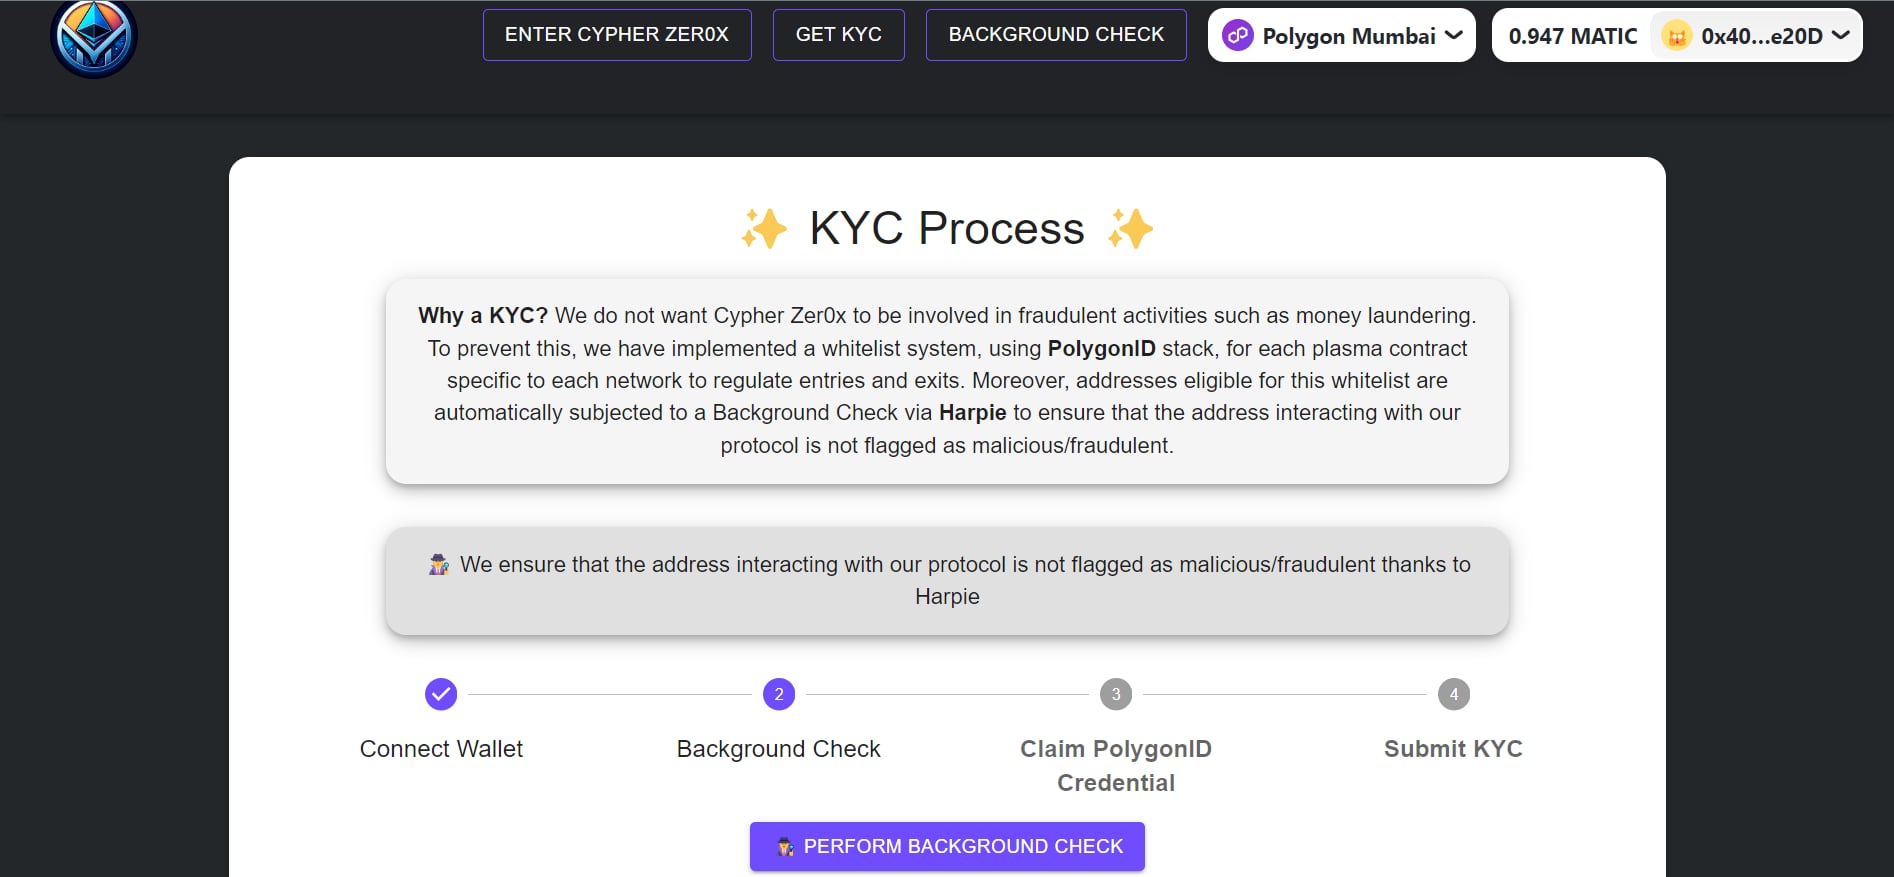 ENTER CYPHER ZER0X
GET KYC
BACKGROUND CHECK
Polygon Mumbai
0.947 MATIC
0x40...e20D
KYC Process
Why a KYC? We do not want Cypher Zer0x to be involved in fraudulent activities such as money laundering.
To prevent this, we have implemented a whitelist system, using PolygonID stack, for each plasma contract
specific to each network to regulate entries and exits. Moreover, addresses eligible for this whitelist are
automatically subjected to a Background Check via Harpie to ensure that the address interacting with our
protocol is not flagged as malicious/fraudulent.
We ensure that the address interacting with our protocol is not flagged as malicious/fraudulent thanks to
Harpie
2
3
4
Connect Wallet
Background Check
Claim PolygonID
Credential
Submit KYC
PERFORM BACKGROUND CHECK